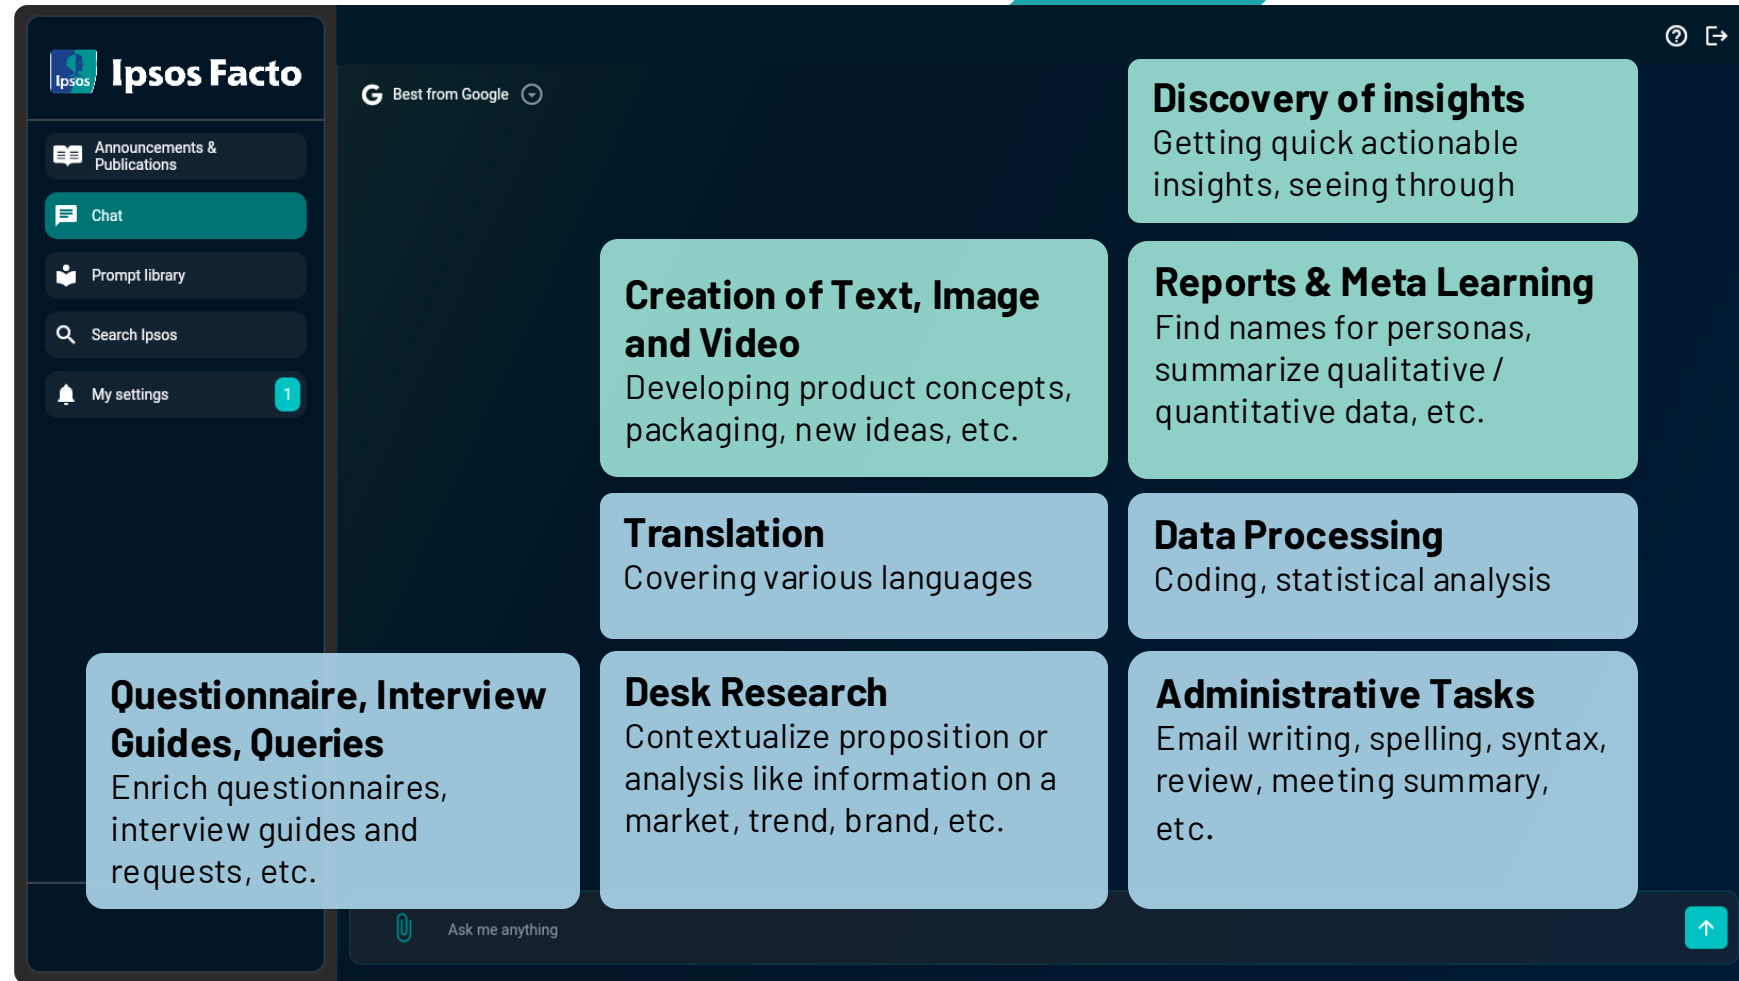 Ipsos
Ipsos Facto
Announcements &
Publications
Chat
Prompt library
Search Ipsos
My settings
1
Best from Google
Discovery of insights
Getting quick actionable
insights, seeing through
Creation of Text, Image
and Video
Developing product concepts,
packaging, new ideas, etc.
Reports & Meta Learning
Find names for personas,
summarize qualitative /
quantitative data, etc.
Translation
Covering various languages
Data Processing
Coding, statistical analysis
Questionnaire, Interview
Guides, Queries
Enrich questionnaires,
interview guides and
requests, etc.
Desk Research
Contextualize proposition or
analysis like information on a
market, trend, brand, etc.
Administrative Tasks
Email writing, spelling, syntax,
review, meeting summary,
etc.
Ask me anything